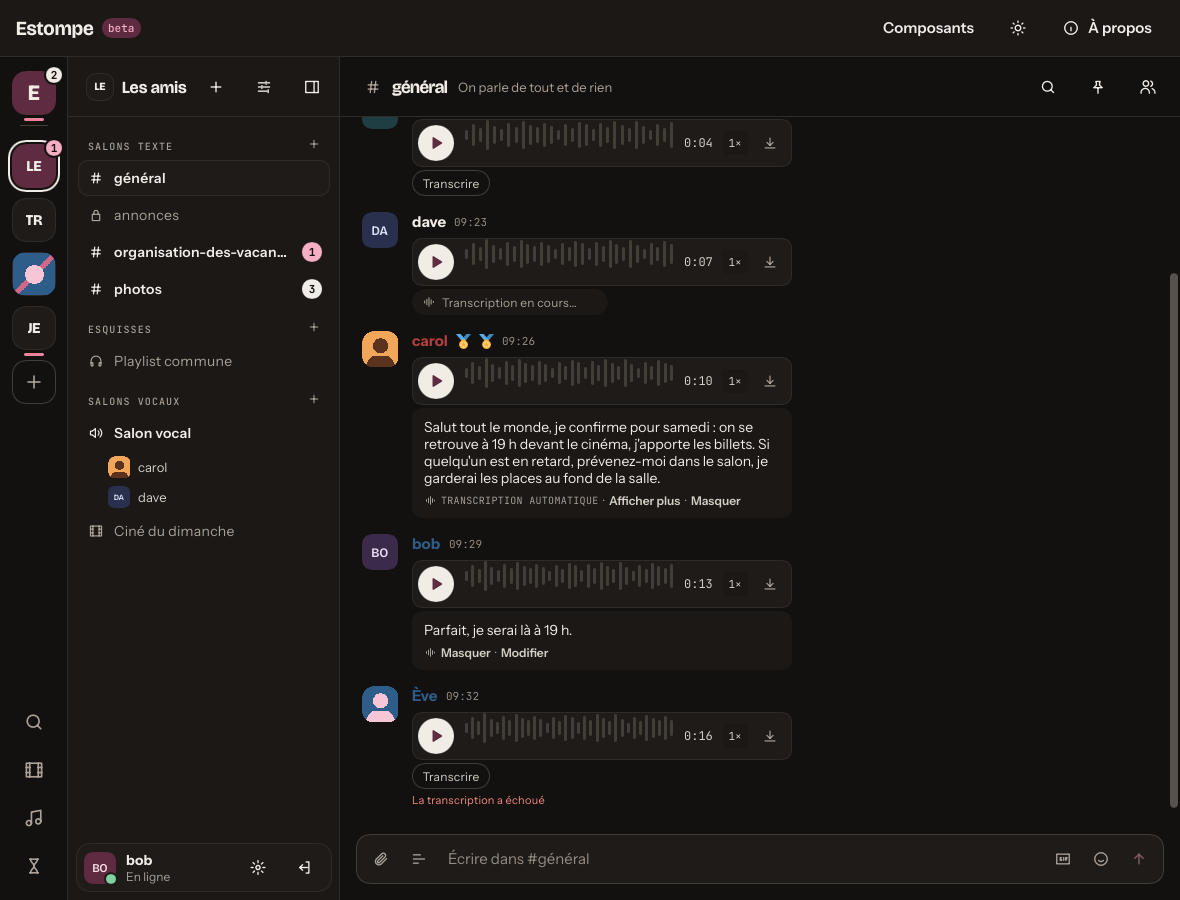 Estompe beta
Composants
À propos
E 2
LE 1
TR
JE
LE Les amis
SALONS TEXTE
# général
annonces
# organisation-des-vacan... 1
# photos 3
ESQUISSES
Playlist commune
SALONS VOCAUX
Salon vocal
carol
DA dave
Ciné du dimanche
BO bob
En ligne
# général On parle de tout et de rien
0:04 1×
Transcrire
DA dave 09:23
0:07 1×
Transcription en cours…
carol 09:26
0:10 1×
Salut tout le monde, je confirme pour samedi : on se
retrouve à 19 h devant le cinéma, j'apporte les billets. Si
quelqu'un est en retard, prévenez-moi dans le salon, je
garderai les places au fond de la salle.
TRANSCRIPTION AUTOMATIQUE · Afficher plus · Masquer
BO bob 09:29
0:13 1×
Parfait, je serai là à 19 h.
Masquer · Modifier
Ève 09:32
0:16 1×
Transcrire
La transcription a échoué
Écrire dans #général
GIF